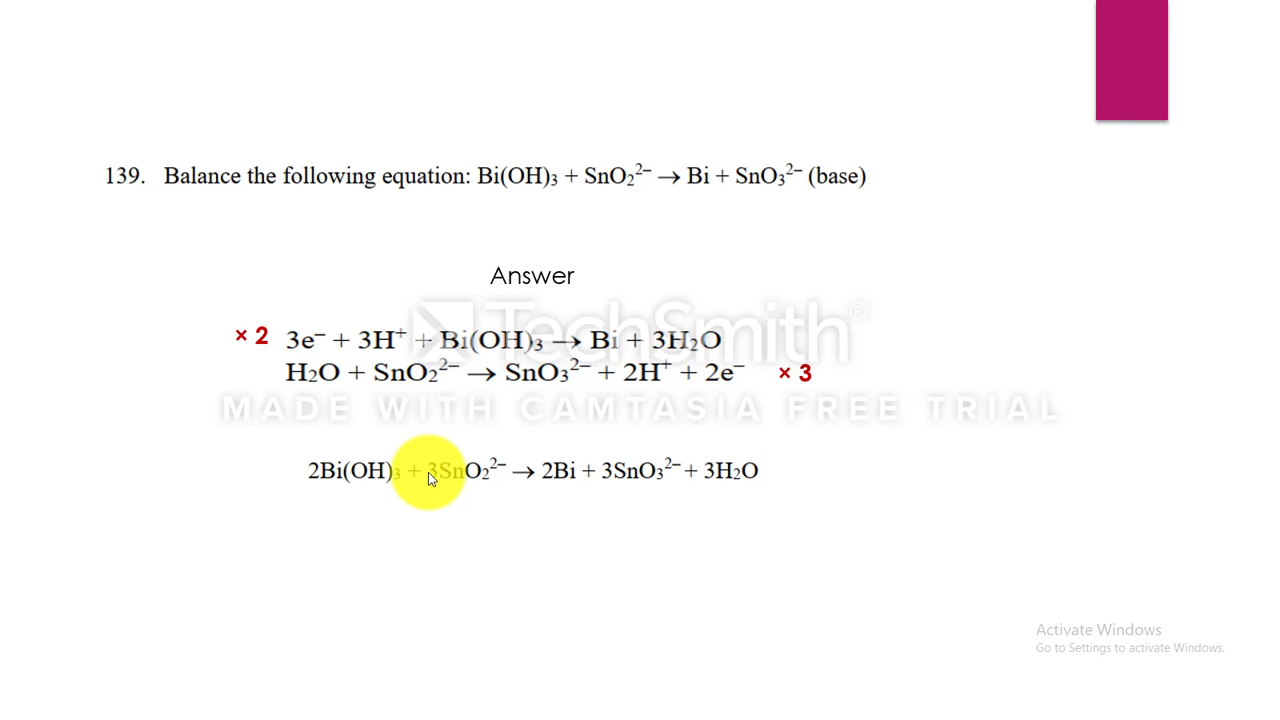 139. Balance the following equation: Bi(OH)₃ + SnO₂²⁻ → Bi + SnO₃²⁻ (base)
Answer
TechSmith®
× 2 3e⁻ + 3H⁺ + Bi(OH)₃ → Bi + 3H₂O
H₂O + SnO₂²⁻ → SnO₃²⁻ + 2H⁺ + 2e⁻ × 3
MADE WITH CAMTASIA FREE TRIAL
2Bi(OH)₃ + 3SnO₂²⁻ → 2Bi + 3SnO₃²⁻ + 3H₂O
Activate Windows
Go to Settings to activate Windows.